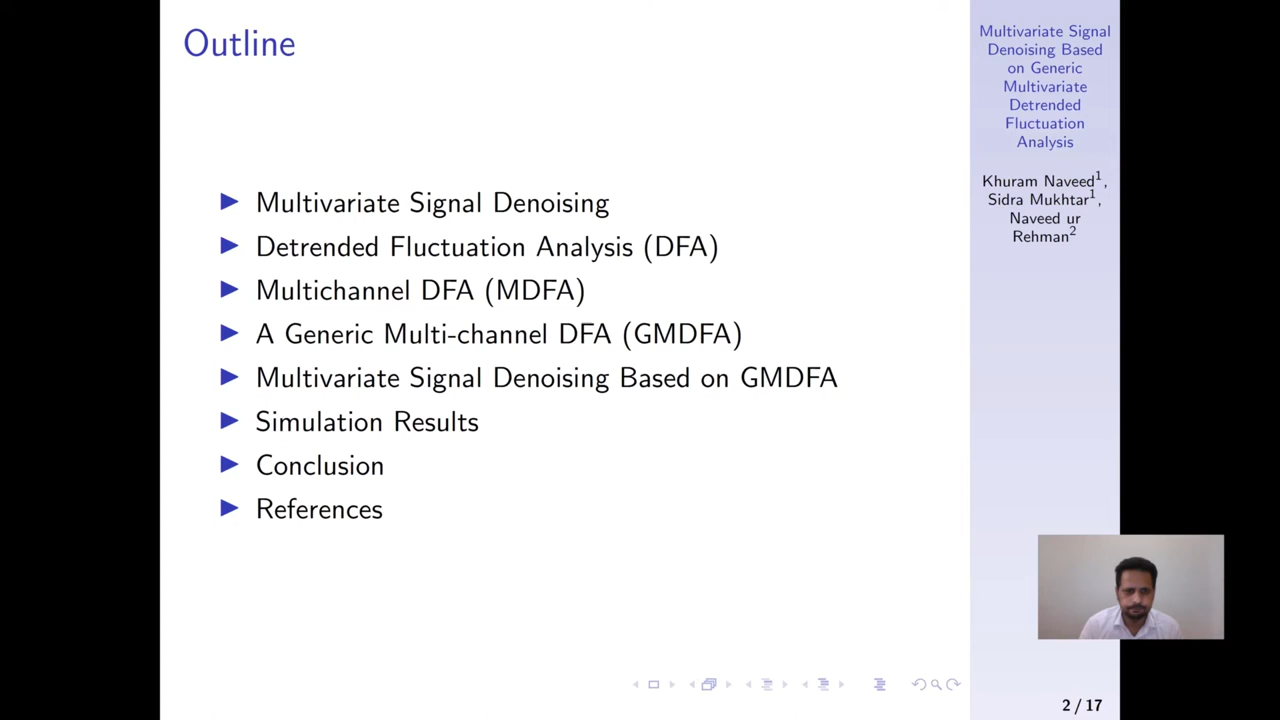 Outline
Multivariate Signal Denoising
Detrended Fluctuation Analysis (DFA)
Multichannel DFA (MDFA)
A Generic Multi-channel DFA (GMDFA)
Multivariate Signal Denoising Based on GMDFA
Simulation Results
Conclusion
References
Multivariate Signal
Denoising Based
on Generic
Multivariate
Detrended
Fluctuation
Analysis
Khuram Naveed¹,
Sidra Mukhtar¹,
Naveed ur
Rehman²
2 / 17